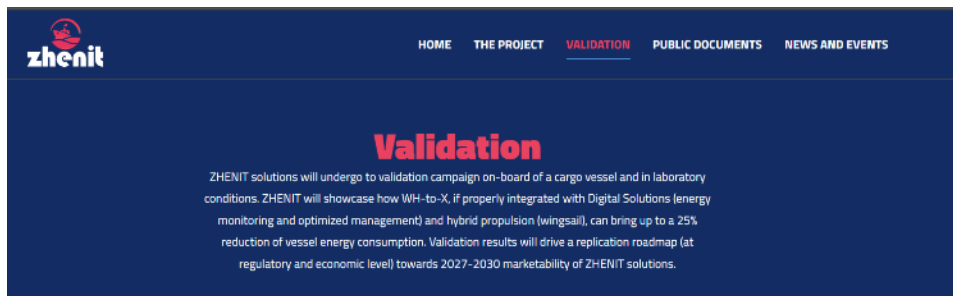 zhenit
HOME THE PROJECT VALIDATION PUBLIC DOCUMENTS NEWS AND EVENTS
Validation
ZHENIT solutions will undergo to validation campaign on-board of a cargo vessel and in laboratory
conditions. ZHENIT will showcase how WH-to-X, if properly integrated with Digital Solutions (energy
monitoring and optimized management) and hybrid propulsion (wingsail), can bring up to a 25%
reduction of vessel energy consumption. Validation results will drive a replication roadmap (at
regulatory and economic level) towards 2027-2030 marketability of ZHENIT solutions.